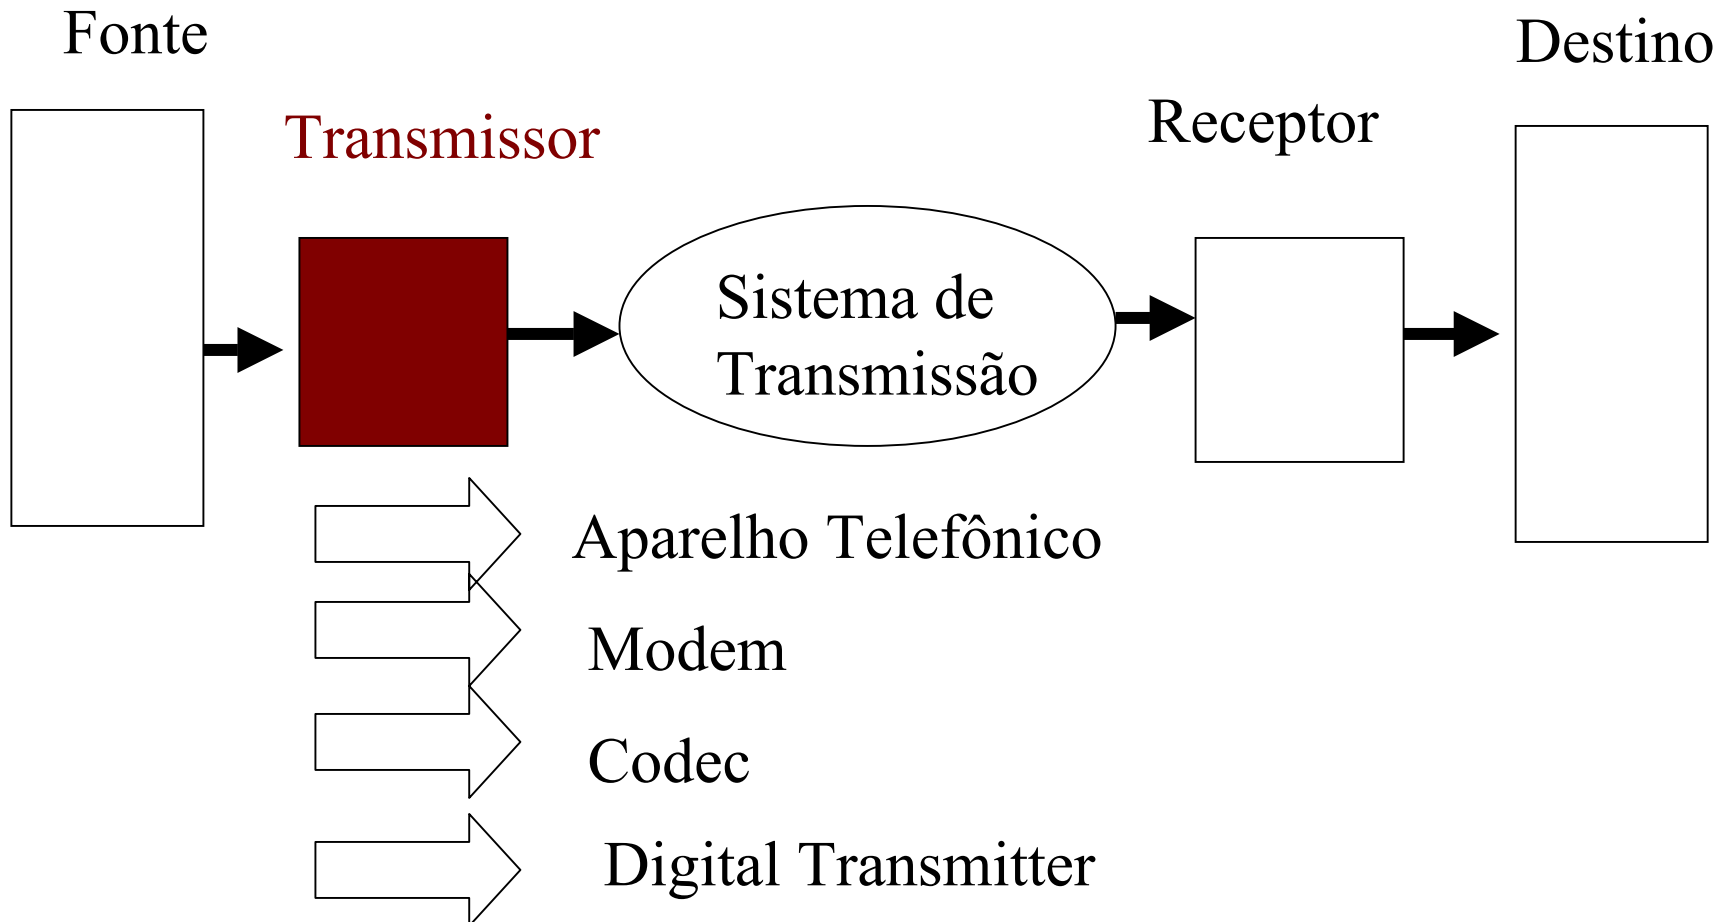 Fonte
Destino
Transmissor
Receptor
Sistema de
Transmissão
Aparelho Telefônico
Modem
Codec
Digital Transmitter